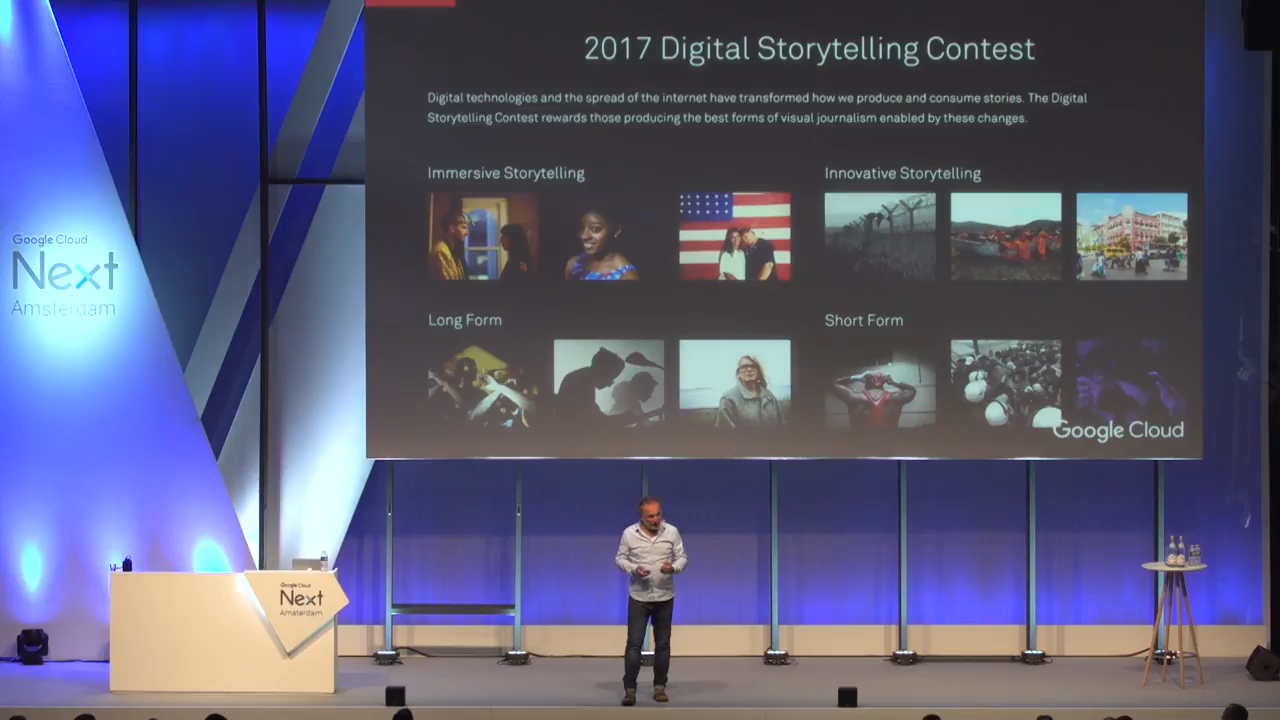 2017 Digital Storytelling Contest
Digital technologies and the spread of the internet have transformed how we produce and consume stories. The Digital
Storytelling Contest rewards those producing the best forms of visual journalism enabled by these changes.
Immersive Storytelling
Innovative Storytelling
Long Form
Short Form
Google Cloud
Google Cloud
Next
Amsterdam
Google Cloud
Next
Amsterdam